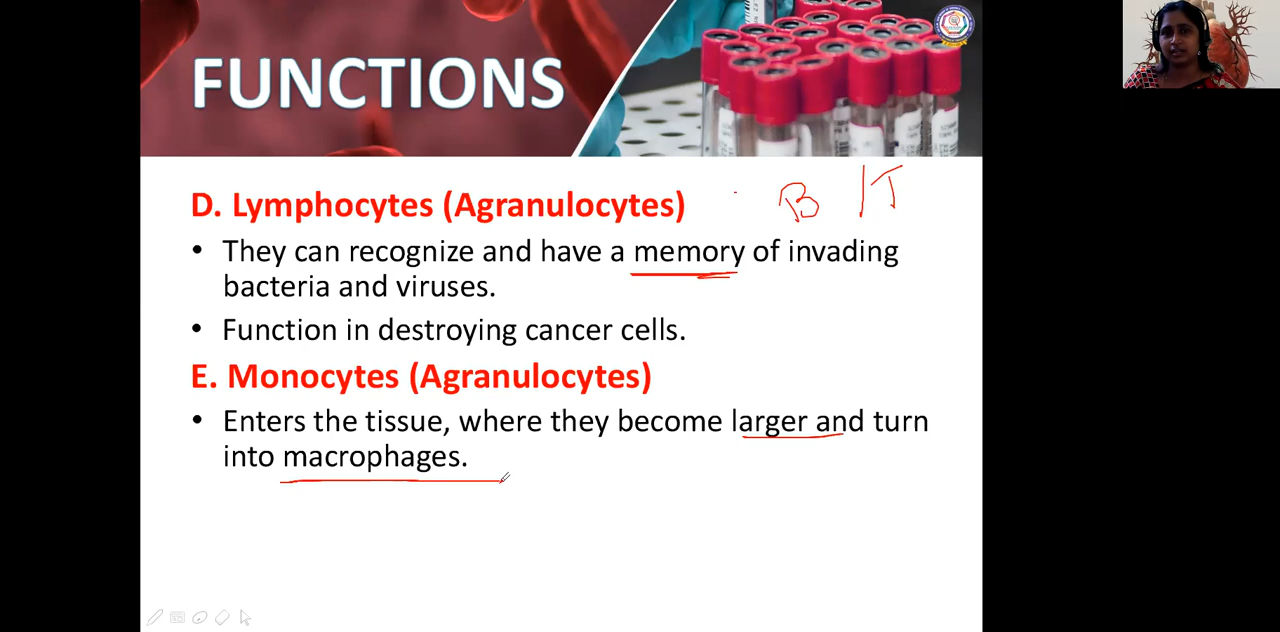 FUNCTIONS
B /T
D. Lymphocytes (Agranulocytes)
• They can recognize and have a memory of invading
bacteria and viruses.
• Function in destroying cancer cells.
E. Monocytes (Agranulocytes)
• Enters the tissue, where they become larger and turn
into macrophages.